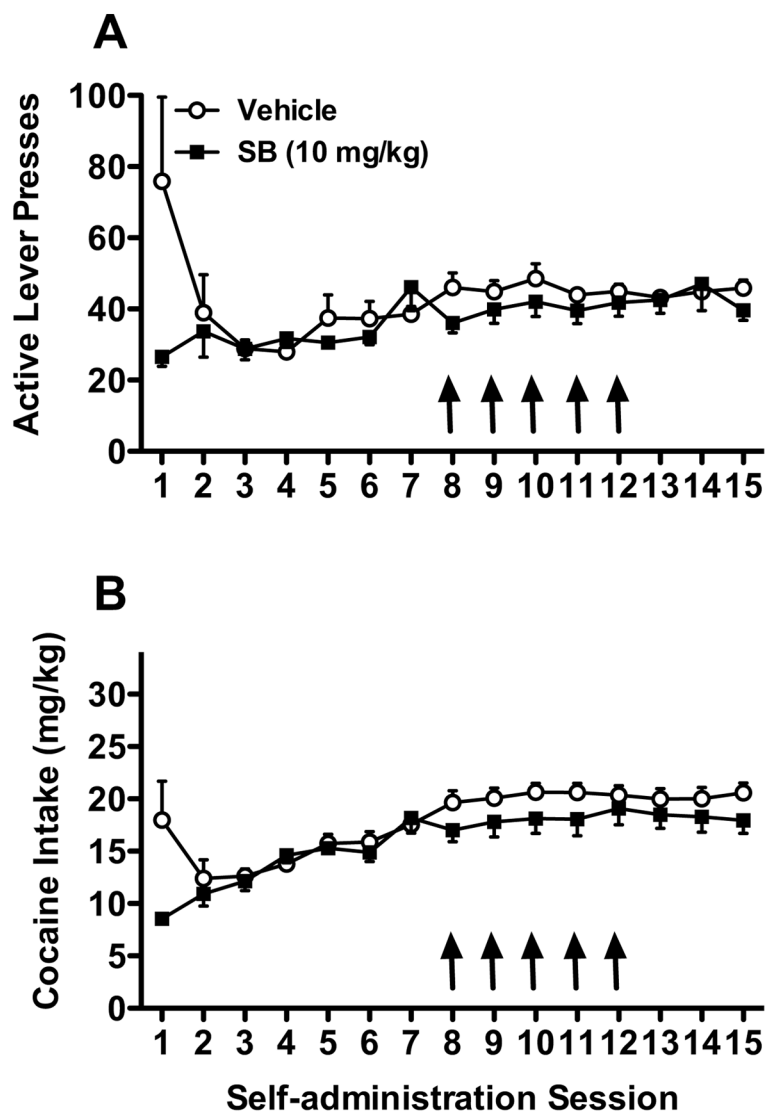 A
Active Lever Presses
100
80
60
40
20
0
Vehicle
SB (10 mg/kg)
1 2 3 4 5 6 7 8 9 10 11 12 13 14 15
B
Cocaine Intake (mg/kg)
30
25
20
15
10
5
0
1 2 3 4 5 6 7 8 9 10 11 12 13 14 15
Self-administration Session